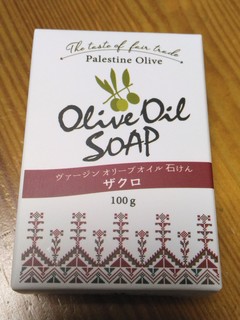 The taste of fair trade
Palestine Olive
Olive Oil
SOAP
ヴァージン オリーブオイル 石けん
ザクロ
100g